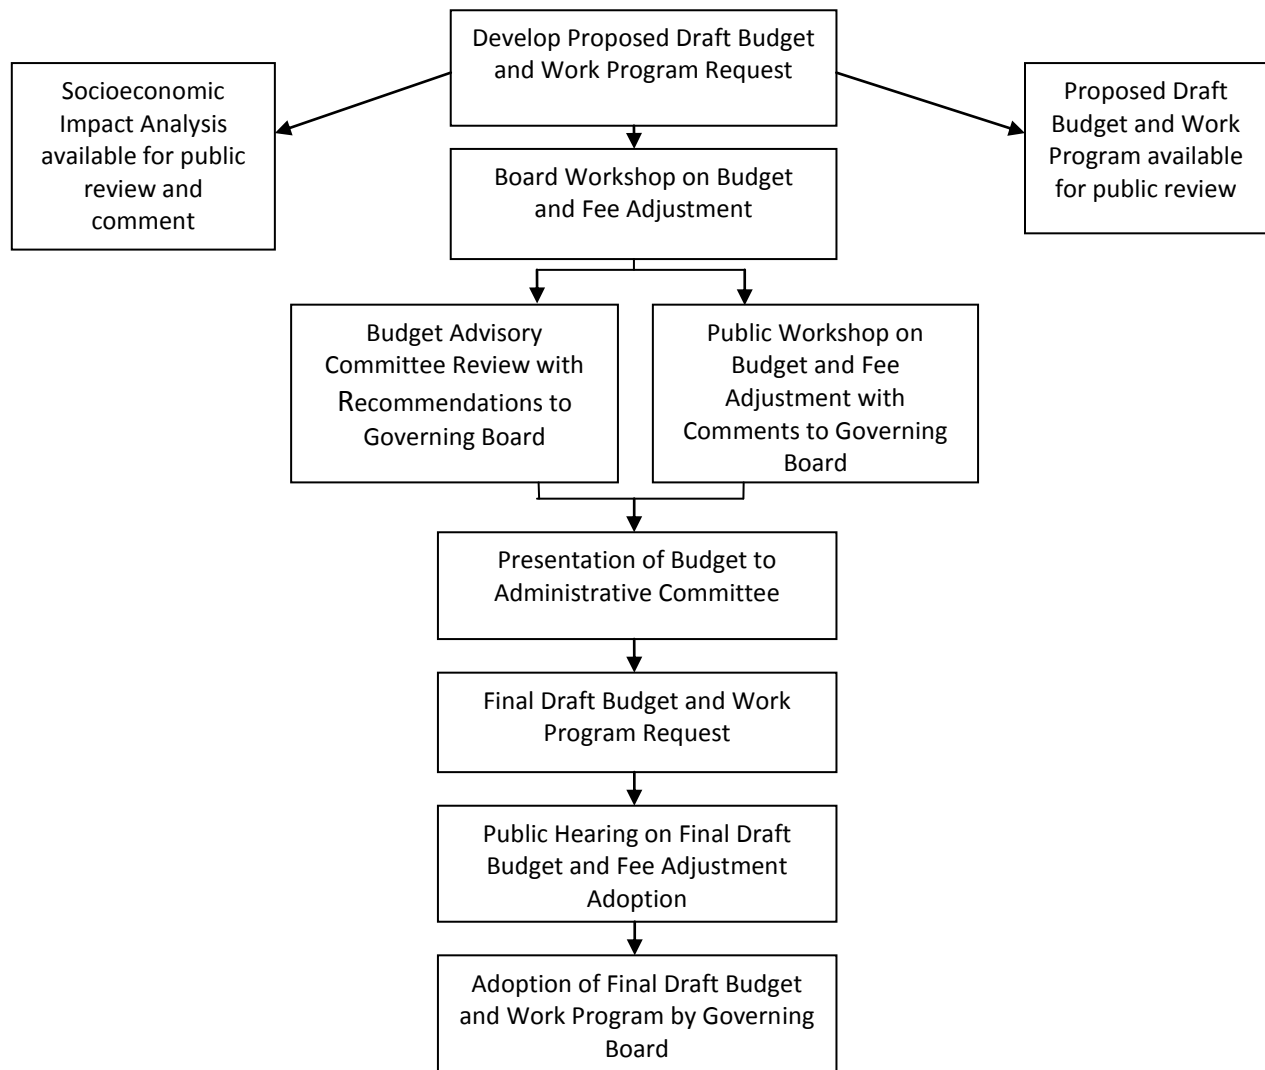 Develop Proposed Draft Budget
and Work Program Request
Socioeconomic
Impact Analysis
available for public
review and
comment
Proposed Draft
Budget and Work
Program available
for public review
Board Workshop on Budget
and Fee Adjustment
Budget Advisory
Committee Review with
Recommendations to
Governing Board
Public Workshop on
Budget and Fee
Adjustment with
Comments to Governing
Board
Presentation of Budget to
Administrative Committee
Final Draft Budget and Work
Program Request
Public Hearing on Final Draft
Budget and Fee Adjustment
Adoption
Adoption of Final Draft Budget
and Work Program by Governing
Board